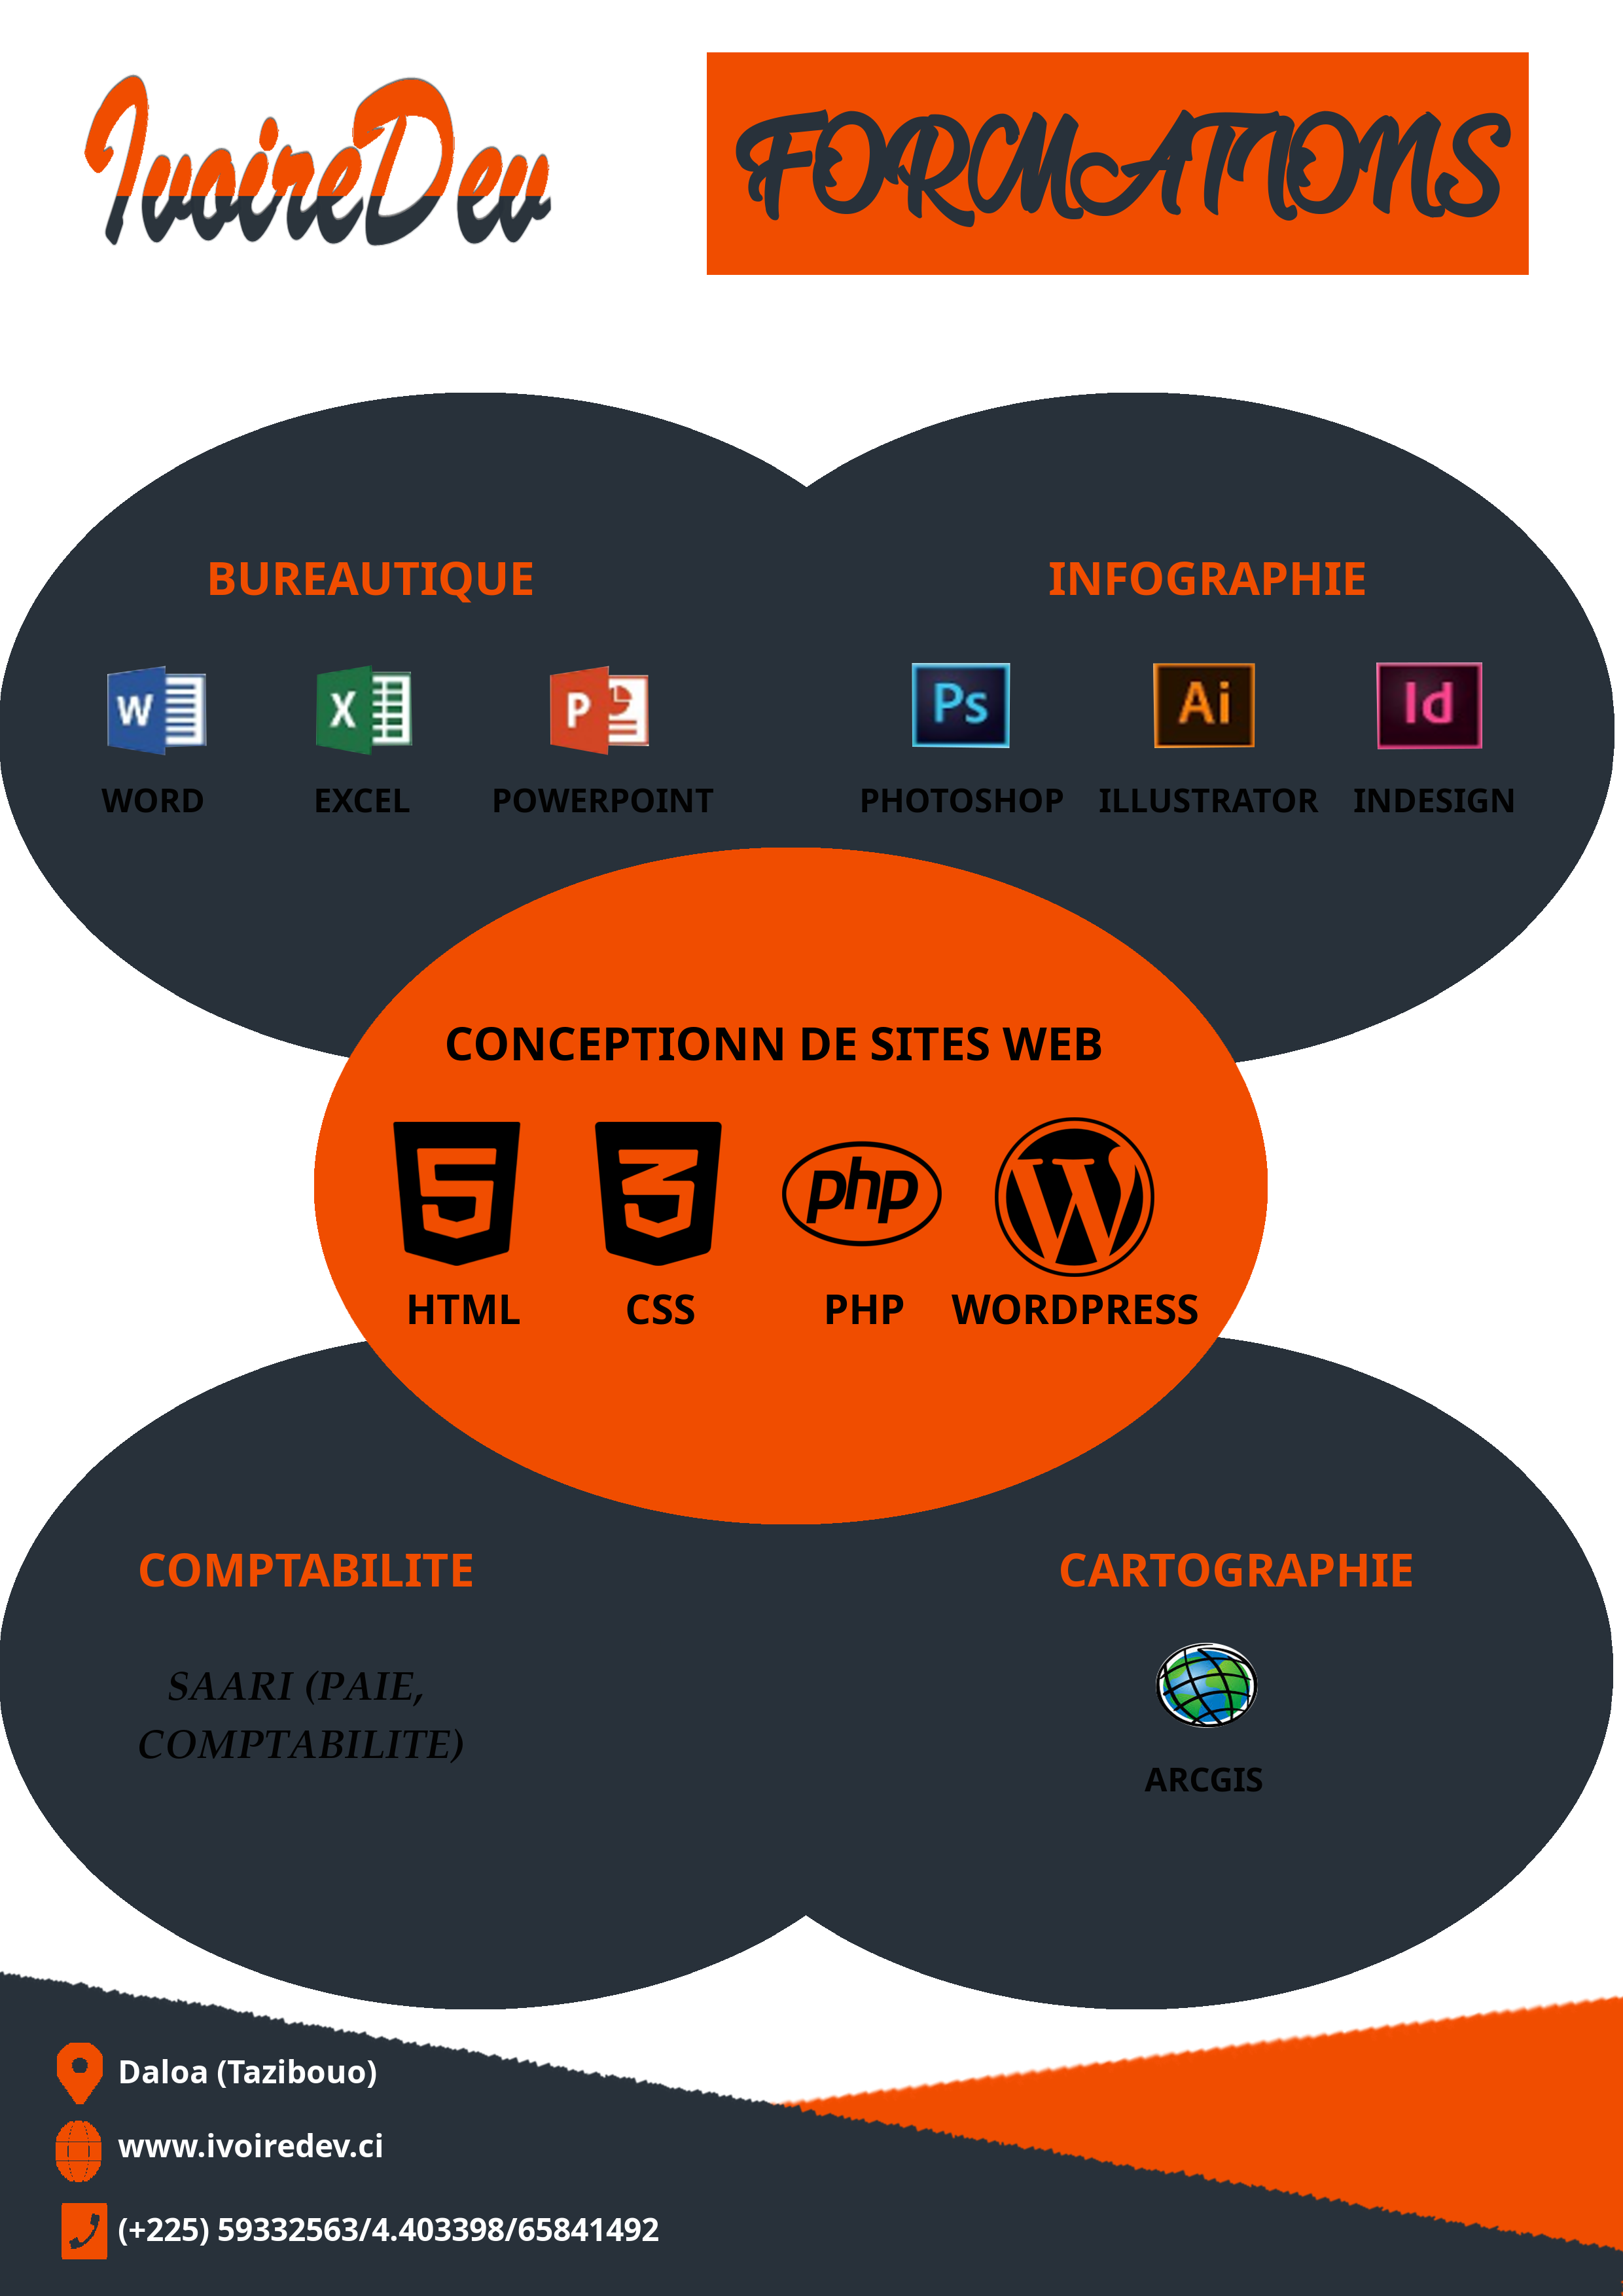 IvoireDev
FORMATIONS
BUREAUTIQUE
INFOGRAPHIE
W
X
P
Ps
Ai
Id
WORD
EXCEL
POWERPOINT
PHOTOSHOP
ILLUSTRATOR
INDESIGN
CONCEPTIONN DE SITES WEB
5
3
php
W
HTML
CSS
PHP
WORDPRESS
COMPTABILITE
CARTOGRAPHIE
SAARI (PAIE,
COMPTABILITE)
ARCGIS
Daloa (Tazibouo)
www.ivoiredev.ci
(+225) 59332563/4.403398/65841492